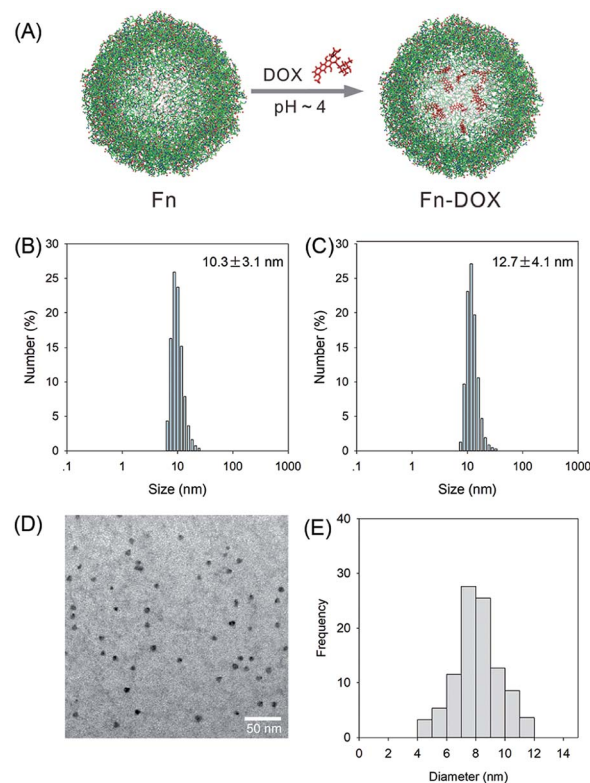 (A)
DOX
pH ~ 4
Fn
Fn-DOX
(B)
10.3±3.1 nm
30
25
20
15
10
5
0
Number (%)
.1 1 10 100 1000
Size (nm)
(C)
12.7±4.1 nm
30
25
20
15
10
5
0
Number (%)
.1 1 10 100 1000
Size (nm)
(D)
50 nm
(E)
40
30
20
10
0
Frequency
0 2 4 6 8 10 12 14
Diameter (nm)